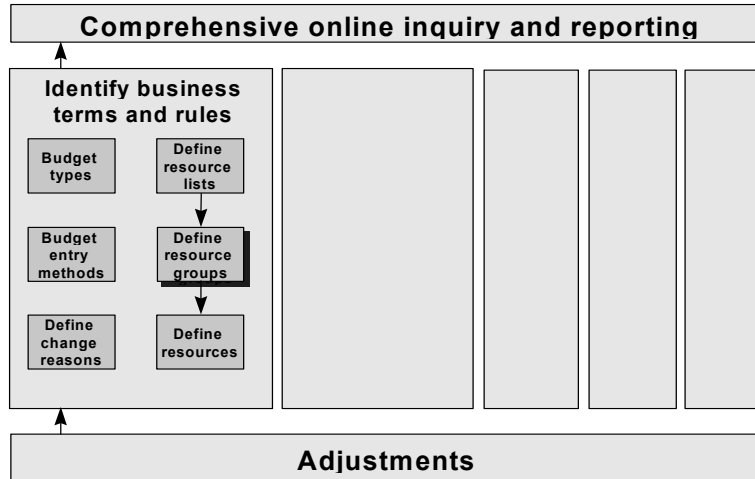 Comprehensive online inquiry and reporting
Identify business
terms and rules
Budget
types
Define
resource
lists
Budget
entry
methods
Define
resource
groups
Define
change
reasons
Define
resources
Adjustments